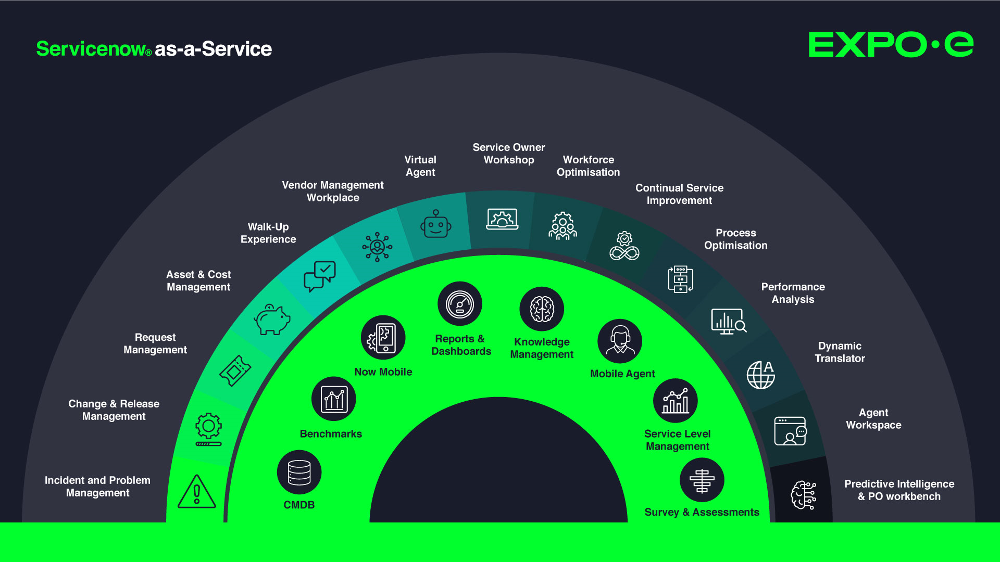 Servicenow® as-a-Service
EXPO·e
Service Owner
Workshop
Virtual
Agent
Workforce
Optimisation
Vendor Management
Workplace
Continual Service
Improvement
Walk-Up
Experience
Process
Optimisation
Asset & Cost
Management
Performance
Analysis
Request
Management
Dynamic
Translator
A
Change & Release
Management
Agent
Workspace
Incident and Problem
Management
Predictive Intelligence
& PO workbench
Reports &
Dashboards
Knowledge
Management
Now Mobile
Mobile Agent
Benchmarks
Service Level
Management
CMDB
Survey & Assessments